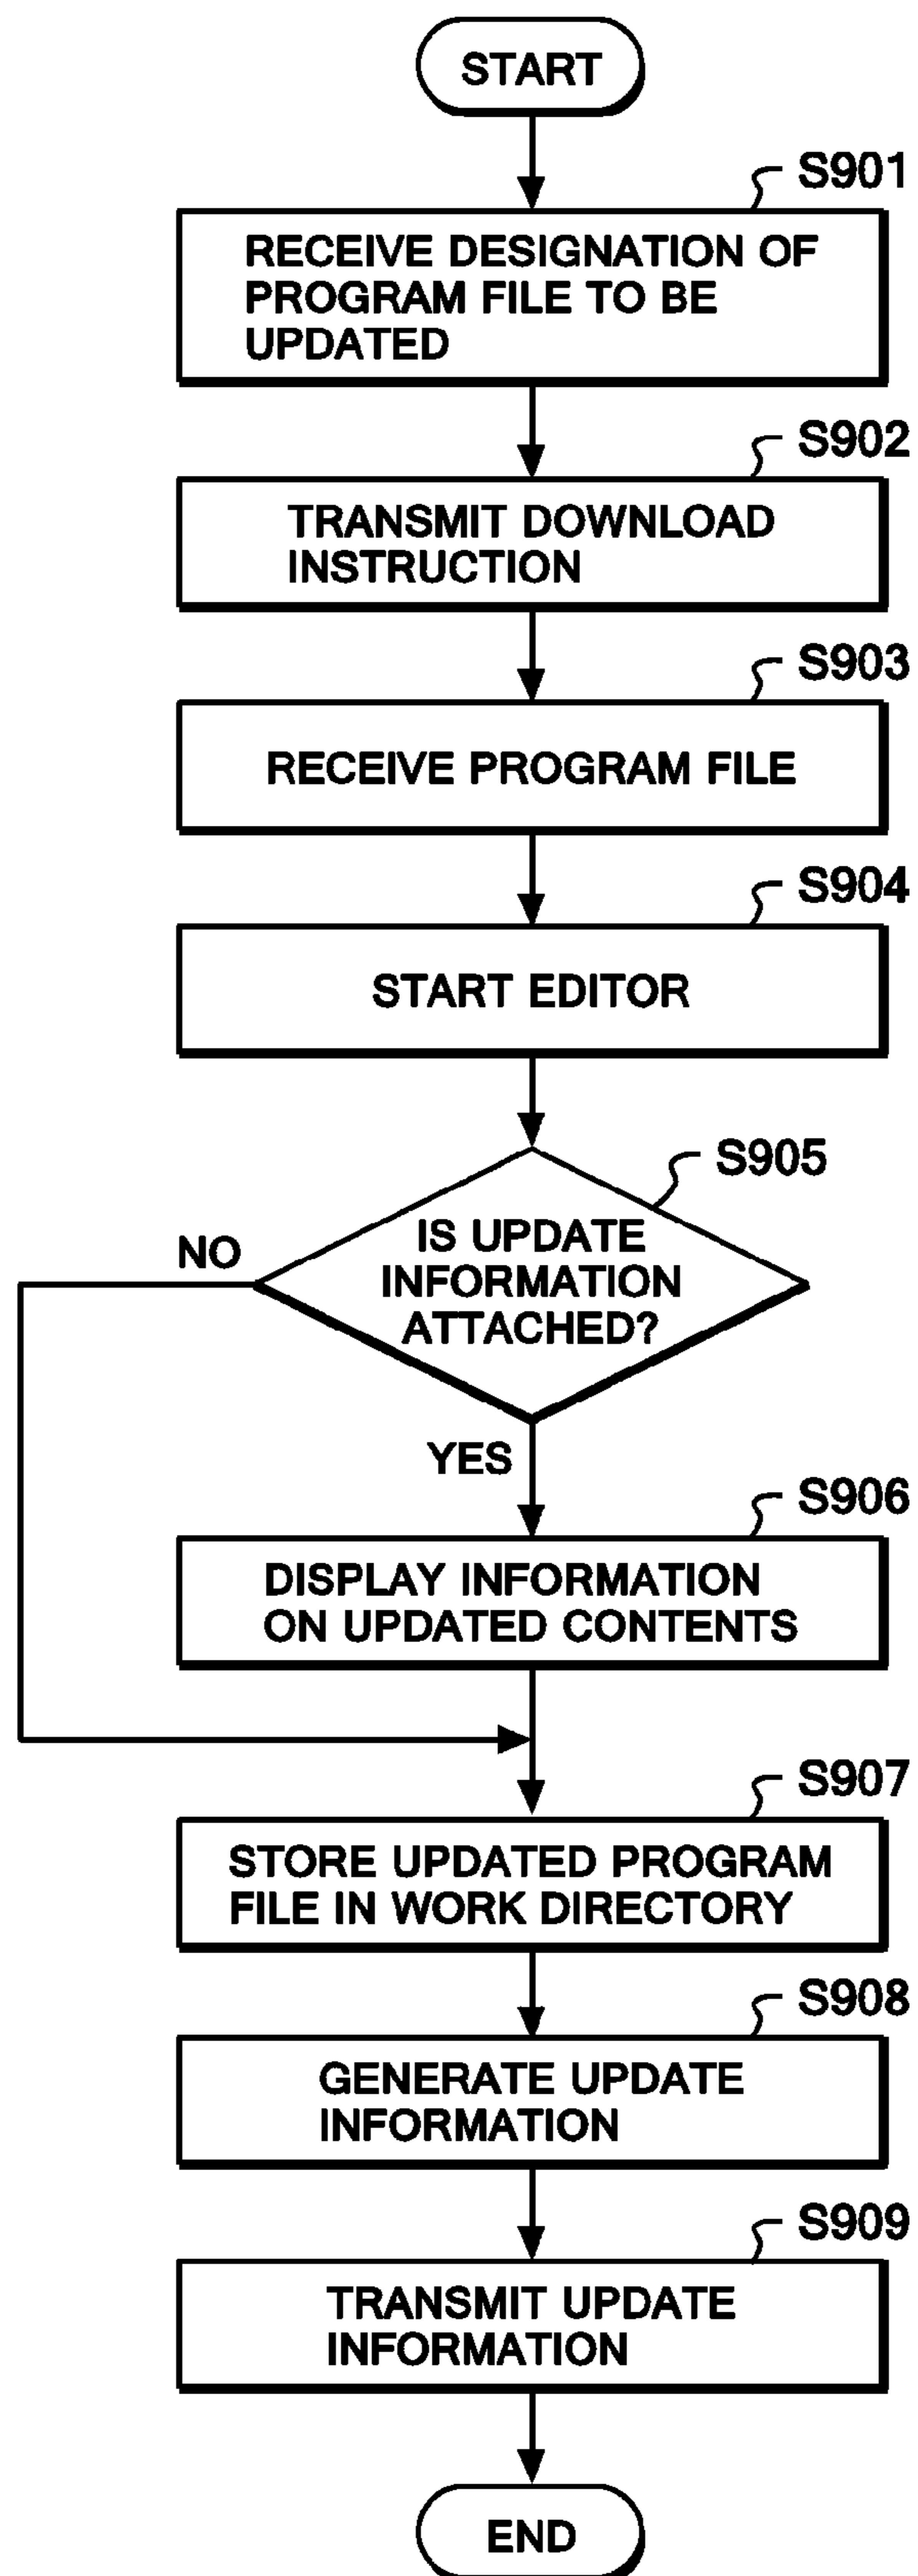 START
S901
RECEIVE DESIGNATION OF
PROGRAM FILE TO BE
UPDATED
S902
TRANSMIT DOWNLOAD
INSTRUCTION
S903
RECEIVE PROGRAM FILE
S904
START EDITOR
S905
IS UPDATE
INFORMATION
ATTACHED?
NO
YES
S906
DISPLAY INFORMATION
ON UPDATED CONTENTS
S907
STORE UPDATED PROGRAM
FILE IN WORK DIRECTORY
S908
GENERATE UPDATE
INFORMATION
S909
TRANSMIT UPDATE
INFORMATION
END